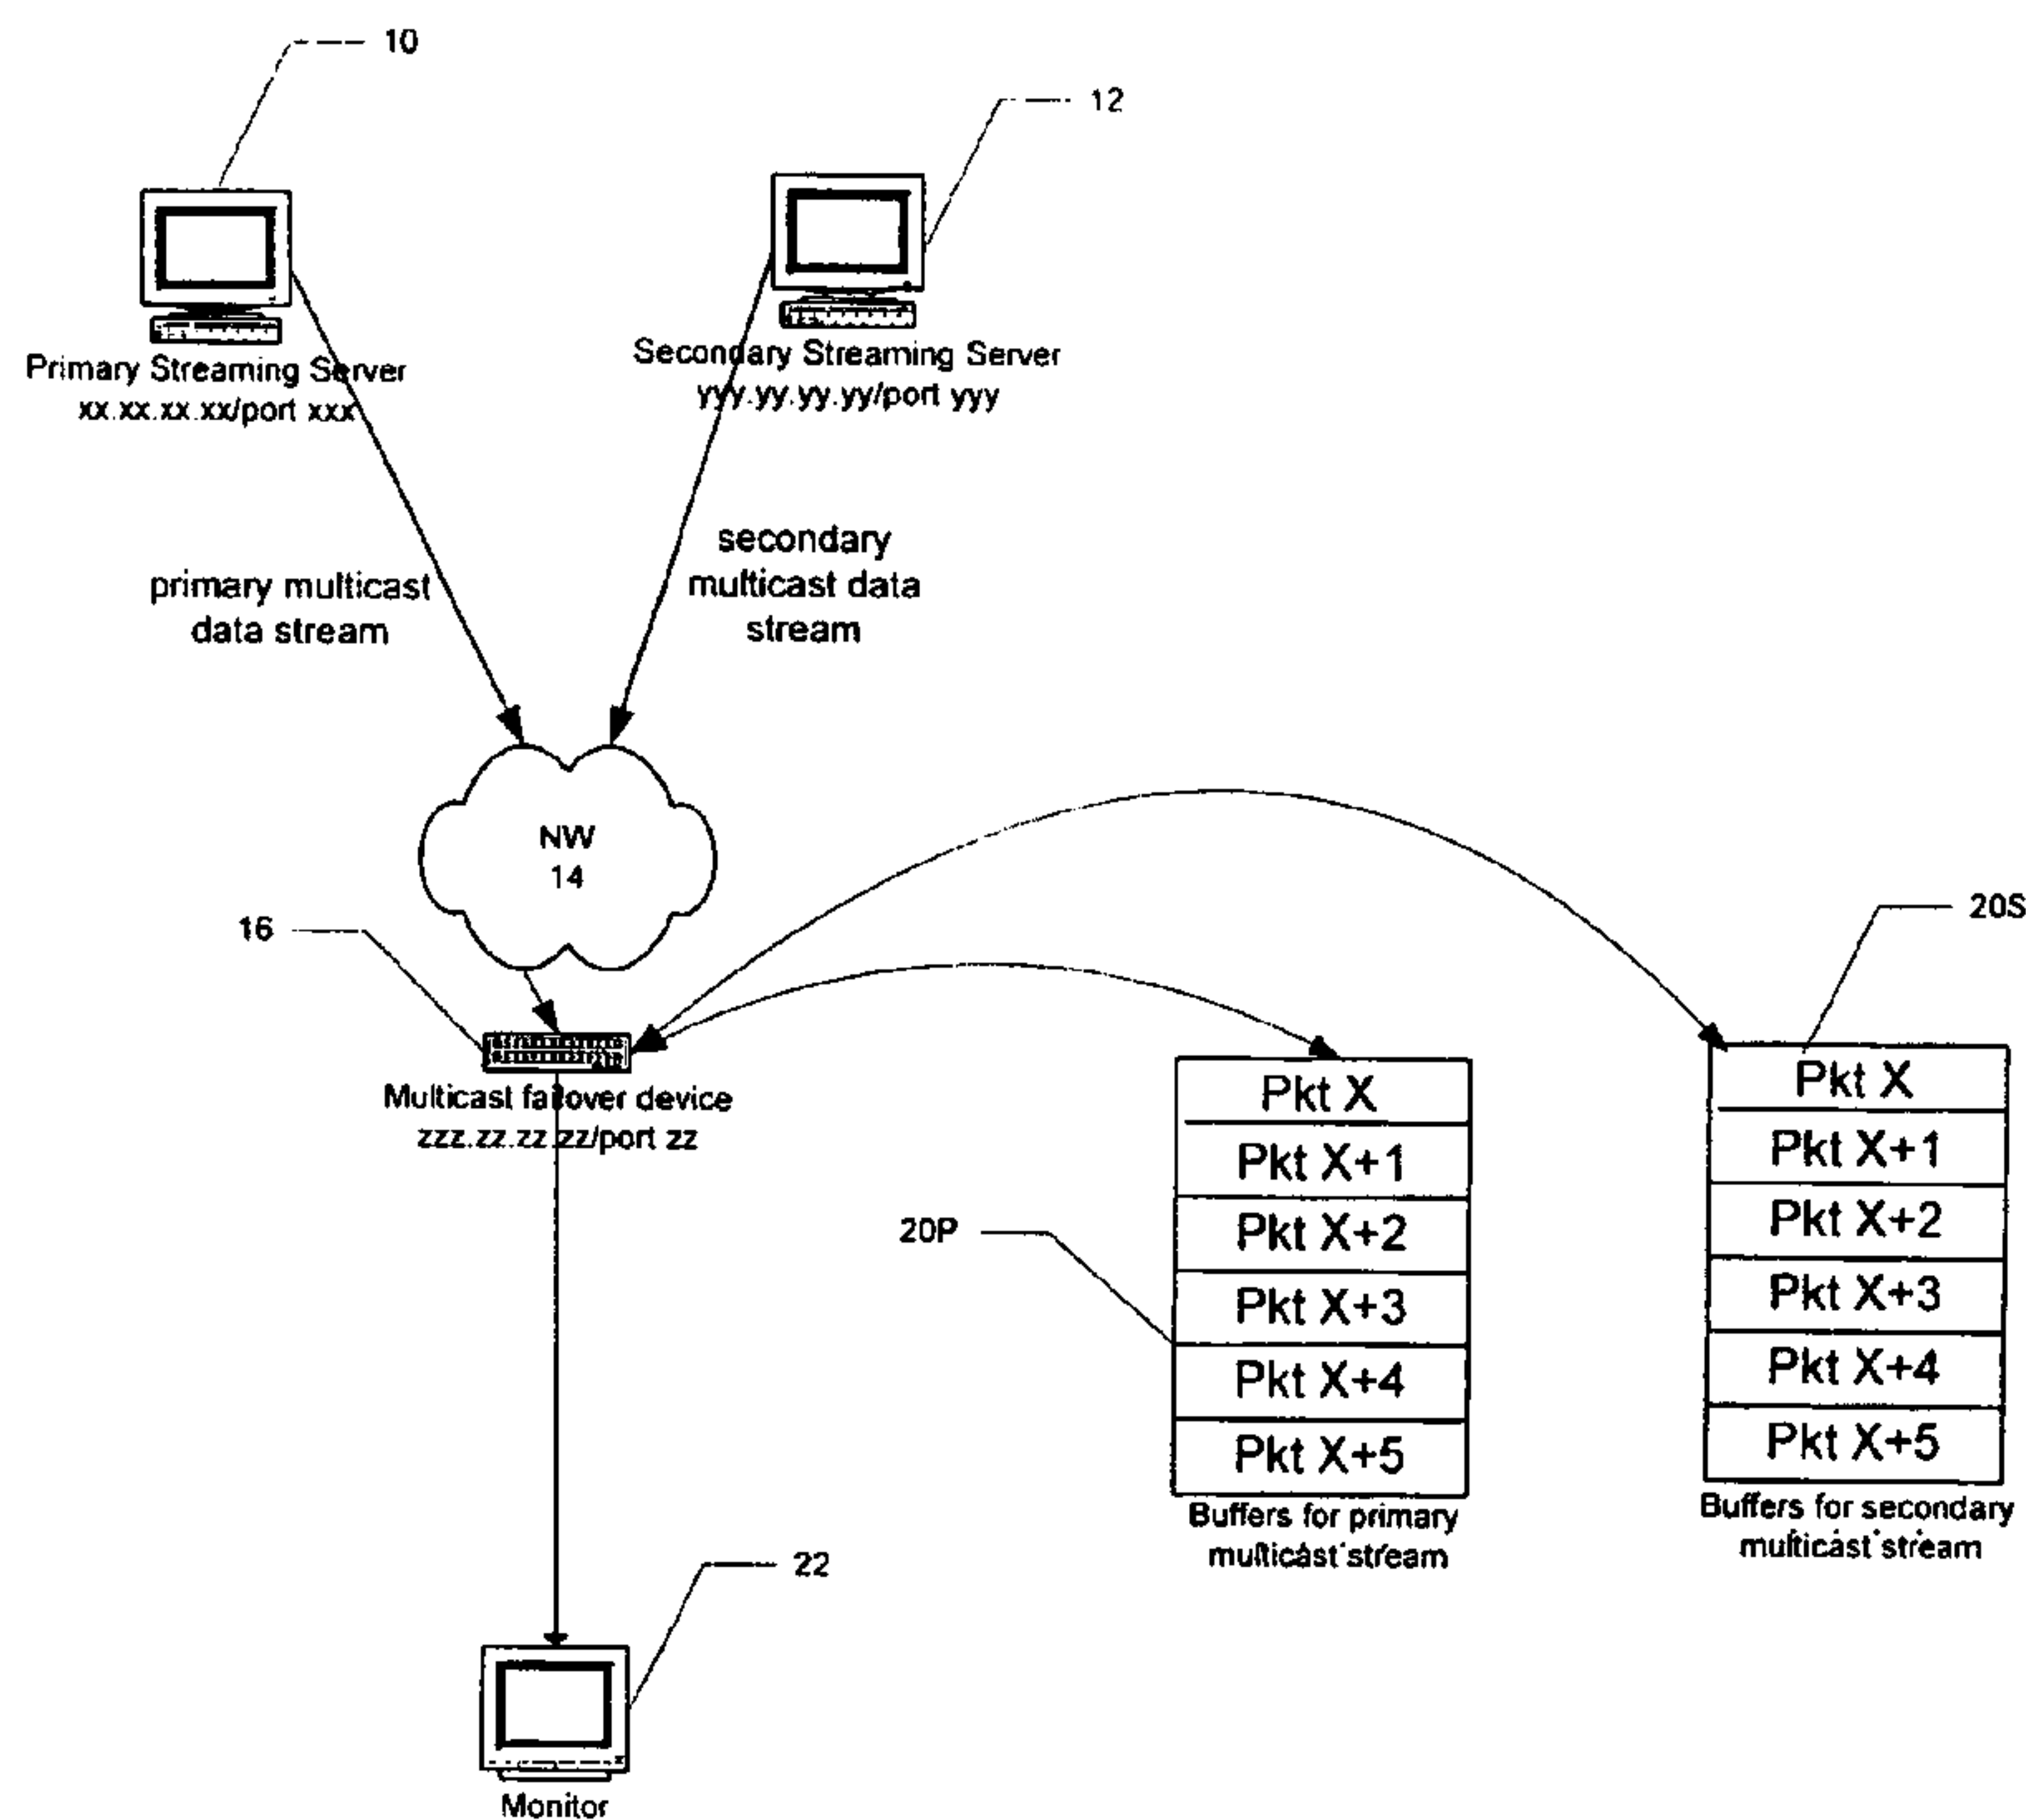 10
12
Primary Streaming Server
xx.xx.xx.xx/port xxx
Secondary Streaming Server
yyy.yy.yy.yy/port yyy
primary multicast
data stream
secondary
multicast data
stream
NW
14
16
Multicast failover device
zzz.zz.zz.zz/port zz
20S
20P
Pkt X
Pkt X+1
Pkt X+2
Pkt X+3
Pkt X+4
Pkt X+5
Buffers for primary
multicast stream
Pkt X
Pkt X+1
Pkt X+2
Pkt X+3
Pkt X+4
Pkt X+5
Buffers for secondary
multicast stream
22
Monitor